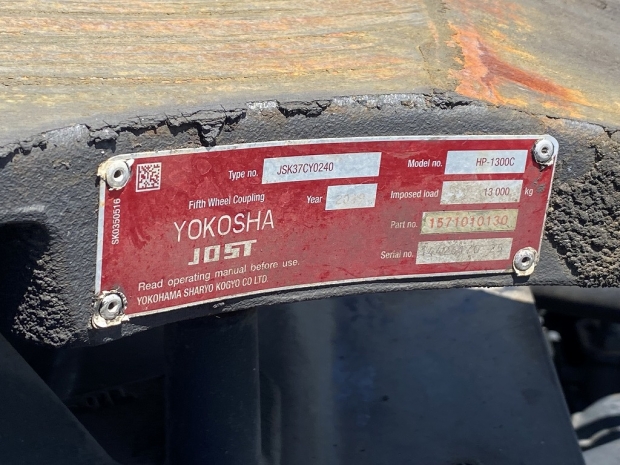 SK0350516
Type no. JSK37CY0240
Model no. HP-1300C
Fifth Wheel Coupling
Year
Imposed load 13 000 kg
YOKOSHA
JOST
Part no. 1571010130
Serial no.
Read operating manual before use.
YOKOHAMA SHARYO KOGYO CO LTD.